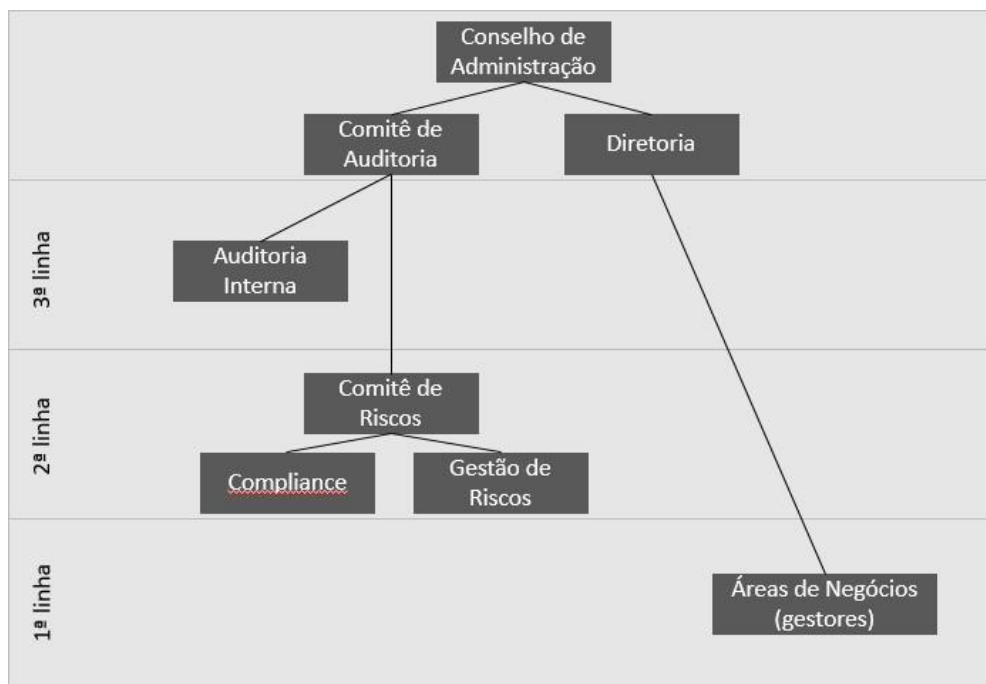 Conselho de
Administração
Comitê de
Auditoria
Diretoria
3ª linha
Auditoria
Interna
2ª linha
Comitê de
Riscos
Compliance
Gestão de
Riscos
1ª linha
Áreas de Negócios
(gestores)